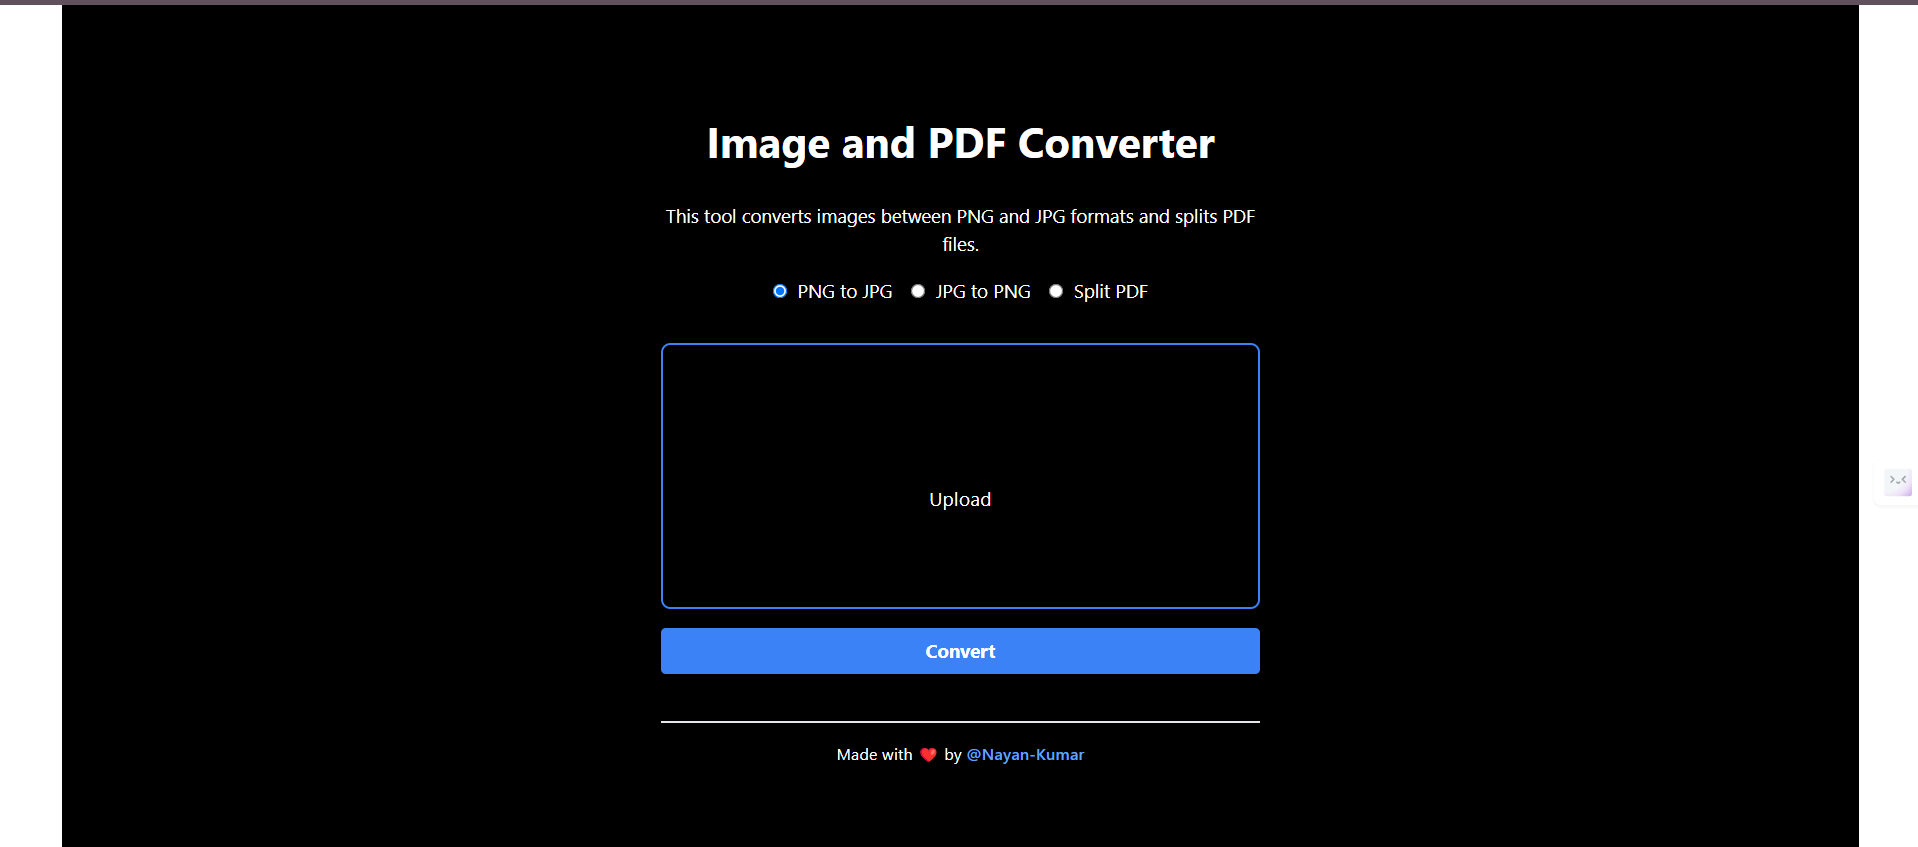 Image and PDF Converter
This tool converts images between PNG and JPG formats and splits PDF
files.
PNG to JPG JPG to PNG Split PDF
Upload
Convert
Made with ❤️ by @Nayan-Kumar